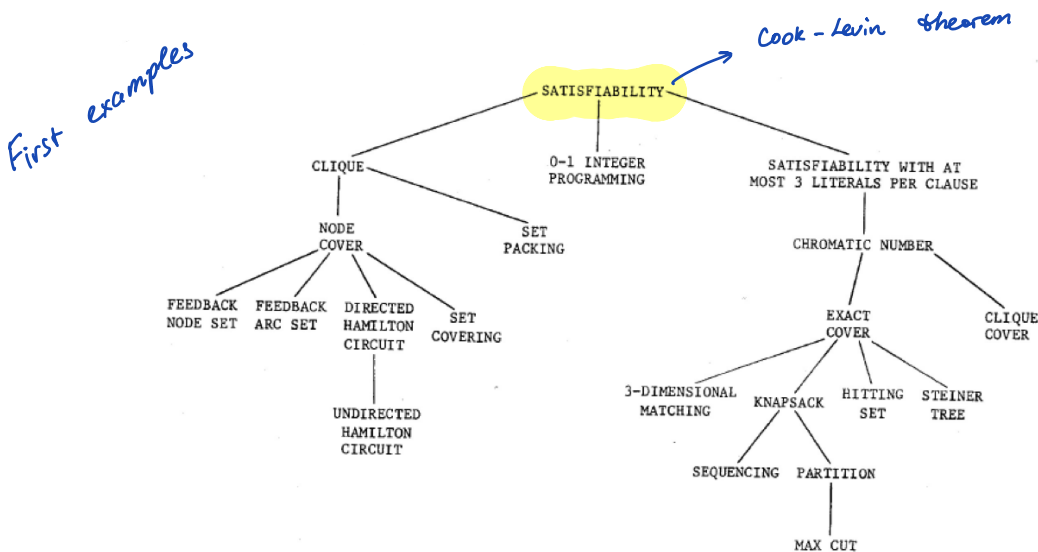 First examples
Cook-Levin theorem
SATISFIABILITY
CLIQUE
0-1 INTEGER
PROGRAMMING
SATISFIABILITY WITH AT
MOST 3 LITERALS PER CLAUSE
NODE
COVER
SET
PACKING
CHROMATIC NUMBER
FEEDBACK
NODE SET
FEEDBACK
ARC SET
DIRECTED
HAMILTON
CIRCUIT
SET
COVERING
EXACT
COVER
CLIQUE
COVER
UNDIRECTED
HAMILTON
CIRCUIT
3-DIMENSIONAL
MATCHING
KNAPSACK
HITTING
SET
STEINER
TREE
SEQUENCING
PARTITION
MAX CUT